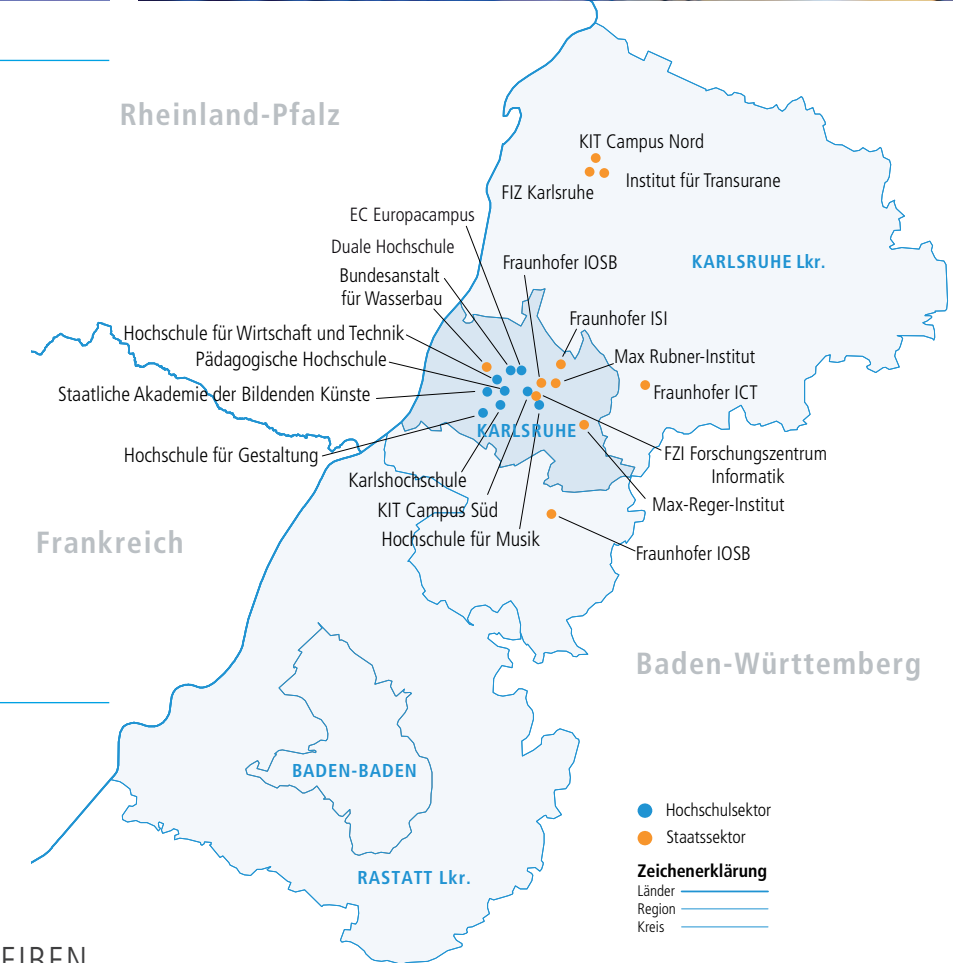 Rheinland-Pfalz
KIT Campus Nord
FIZ Karlsruhe
Institut für Transurane
EC Europacampus
Duale Hochschule
Bundesanstalt
für Wasserbau
Fraunhofer IOSB
KARLSRUHE Lkr.
Fraunhofer ISI
Hochschule für Wirtschaft und Technik
Pädagogische Hochschule
Max Rubner-Institut
Staatliche Akademie der Bildenden Künste
Fraunhofer ICT
KARLSRUHE
Hochschule für Gestaltung
FZI Forschungszentrum
Informatik
Karlshochschule
KIT Campus Süd
Max-Reger-Institut
Hochschule für Musik
Frankreich
Fraunhofer IOSB
Baden-Württemberg
BADEN-BADEN
Hochschulsektor
Staatssektor
RASTATT Lkr.
Zeichenerklärung
Länder
Region
Kreis